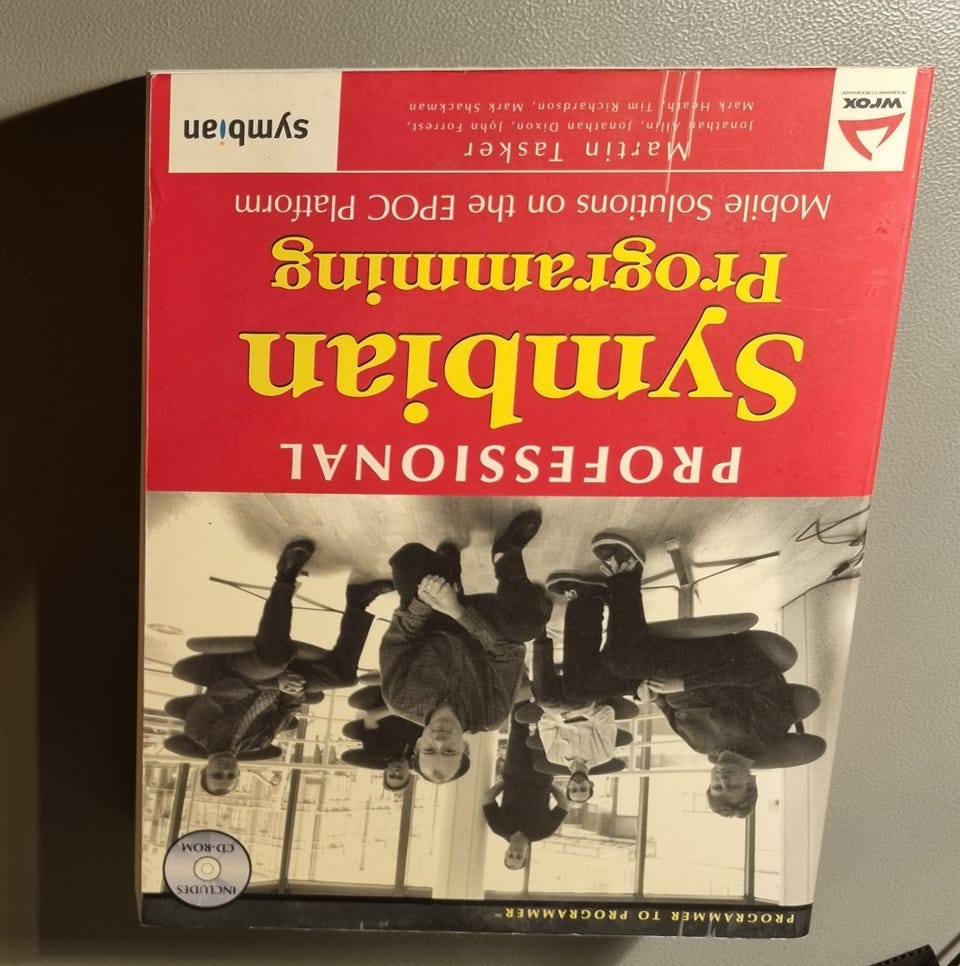 PROGRAMMER TO PROGRAMMER™
INCLUDES
CD-ROM
PROFESSIONAL
Symbian
Programming
Mobile Solutions on the EPOC Platform
Martin Tasker
Jonathan Allin, Jonathan Dixon, John Forrest,
Mark Heath, Tim Richardson, Mark Shackman
wrox
PROGRAMMER TO PROGRAMMER
symbian